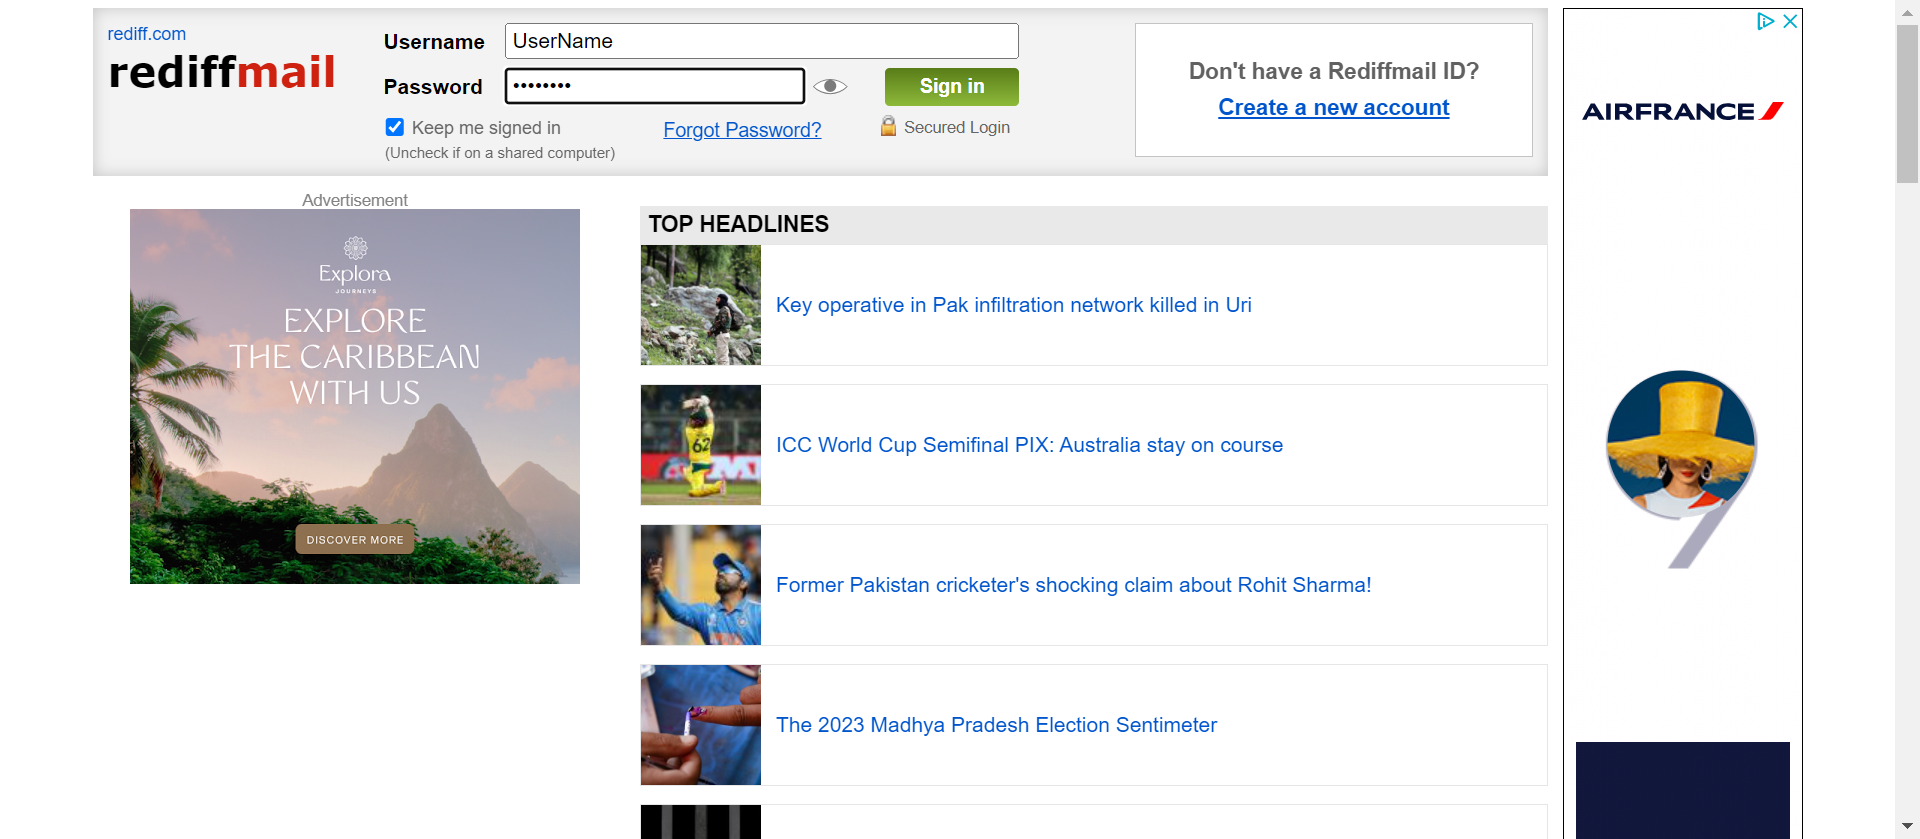 rediff.com
rediffmail
Username
UserName
Password
••••••••
Sign in
Keep me signed in
(Uncheck if on a shared computer)
Forgot Password?
Secured Login
Don't have a Rediffmail ID?
Create a new account
Advertisement
Explora
JOURNEYS
EXPLORE
THE CARIBBEAN
WITH US
DISCOVER MORE
TOP HEADLINES
Key operative in Pak infiltration network killed in Uri
62
ICC World Cup Semifinal PIX: Australia stay on course
Former Pakistan cricketer's shocking claim about Rohit Sharma!
The 2023 Madhya Pradesh Election Sentimeter
AIRFRANCE
9